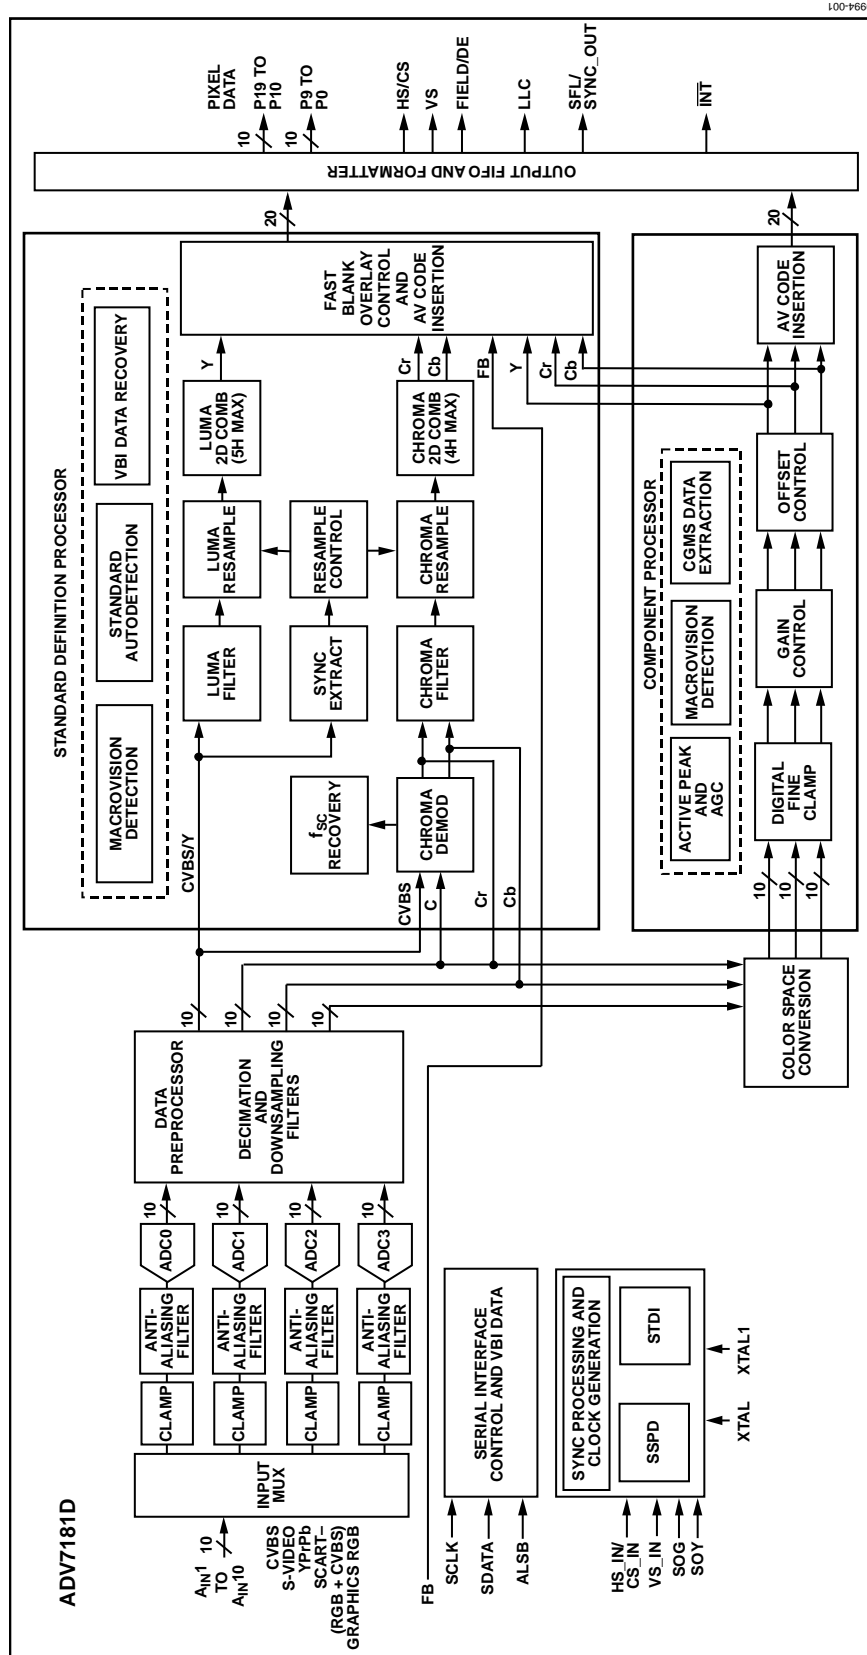 ADV7181D
A_IN1
TO
A_IN10
10
CVBS
S-VIDEO
YPrPb
SCART–
(RGB + CVBS)
GRAPHICS RGB
INPUT
MUX
CLAMP
ANTI-
ALIASING
FILTER
ADC0
10
CLAMP
ANTI-
ALIASING
FILTER
ADC1
10
CLAMP
ANTI-
ALIASING
FILTER
ADC2
10
CLAMP
ANTI-
ALIASING
FILTER
ADC3
10
DATA
PREPROCESSOR
DECIMATION
AND
DOWNSAMPLING
FILTERS
10
10
10
10
FB
SCLK
SDATA
ALSB
SERIAL INTERFACE
CONTROL AND VBI DATA
HS_IN/
CS_IN
VS_IN
SOG
SOY
SYNC PROCESSING AND
CLOCK GENERATION
SSPD
STDI
XTAL
XTAL1
COLOR SPACE
CONVERSION
STANDARD DEFINITION PROCESSOR
MACROVISION
DETECTION
STANDARD
AUTODETECTION
VBI DATA RECOVERY
CVBS/Y
LUMA
FILTER
LUMA
RESAMPLE
LUMA
2D COMB
(5H MAX)
Y
SYNC
EXTRACT
RESAMPLE
CONTROL
fSC
RECOVERY
CVBS
C
Cr
Cb
CHROMA
DEMOD
CHROMA
FILTER
CHROMA
RESAMPLE
CHROMA
2D COMB
(4H MAX)
Cr
Cb
FB
Y
Cr
Cb
FAST
BLANK
OVERLAY
CONTROL
AND
AV CODE
INSERTION
20
COMPONENT PROCESSOR
ACTIVE PEAK
AND
AGC
MACROVISION
DETECTION
CGMS DATA
EXTRACTION
10
10
10
DIGITAL
FINE
CLAMP
GAIN
CONTROL
OFFSET
CONTROL
AV CODE
INSERTION
20
OUTPUT FIFO AND FORMATTER
PIXEL
DATA
10
P19 TO
P10
10
P9 TO
P0
HS/CS
VS
FIELD/DE
LLC
SFL/
SYNC_OUT
INT
994-001